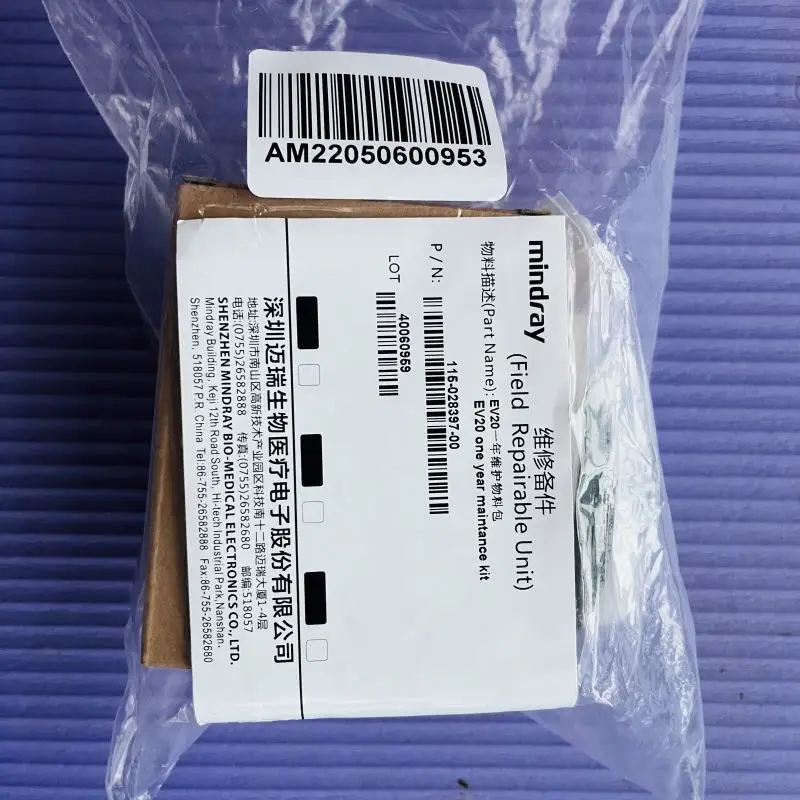 AM22050600953
mindray
维修备件
(Field Repairable Unit)
物料描述(Part Name): EV20一年维护物料包
EV20 one year maintance kit
P / N:
115-028397-00
LOT
40060959
深圳迈瑞生物医疗电子股份有限公司
地址:深圳市南山区高新技术产业园区科技南十二路迈瑞大厦1-4层
电话:(0755)26582888 传真:(0755)26582680 邮编:518057
SHENZHEN MINDRAY BIO-MEDICAL ELECTRONICS CO., LTD.
Mindray Building, Keji 12th Road South, Hi-tech Industrial Park,Nanshan,
Shenzhen, 518057 P.R. China Tel:86-755-26582888 Fax:86-755-26582680